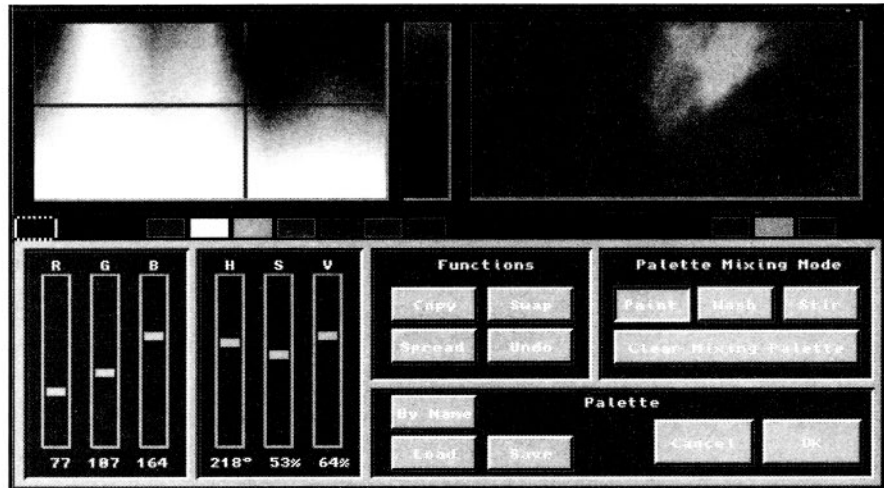 R G B
H S V
Functions
Palette Mixing Mode
Copy Swap
Paint Wash Stir
Spread Undo
Clear Mixing Palette
By Name
Palette
Load Save
Cancel OK
77 107 164
218° 53% 64%